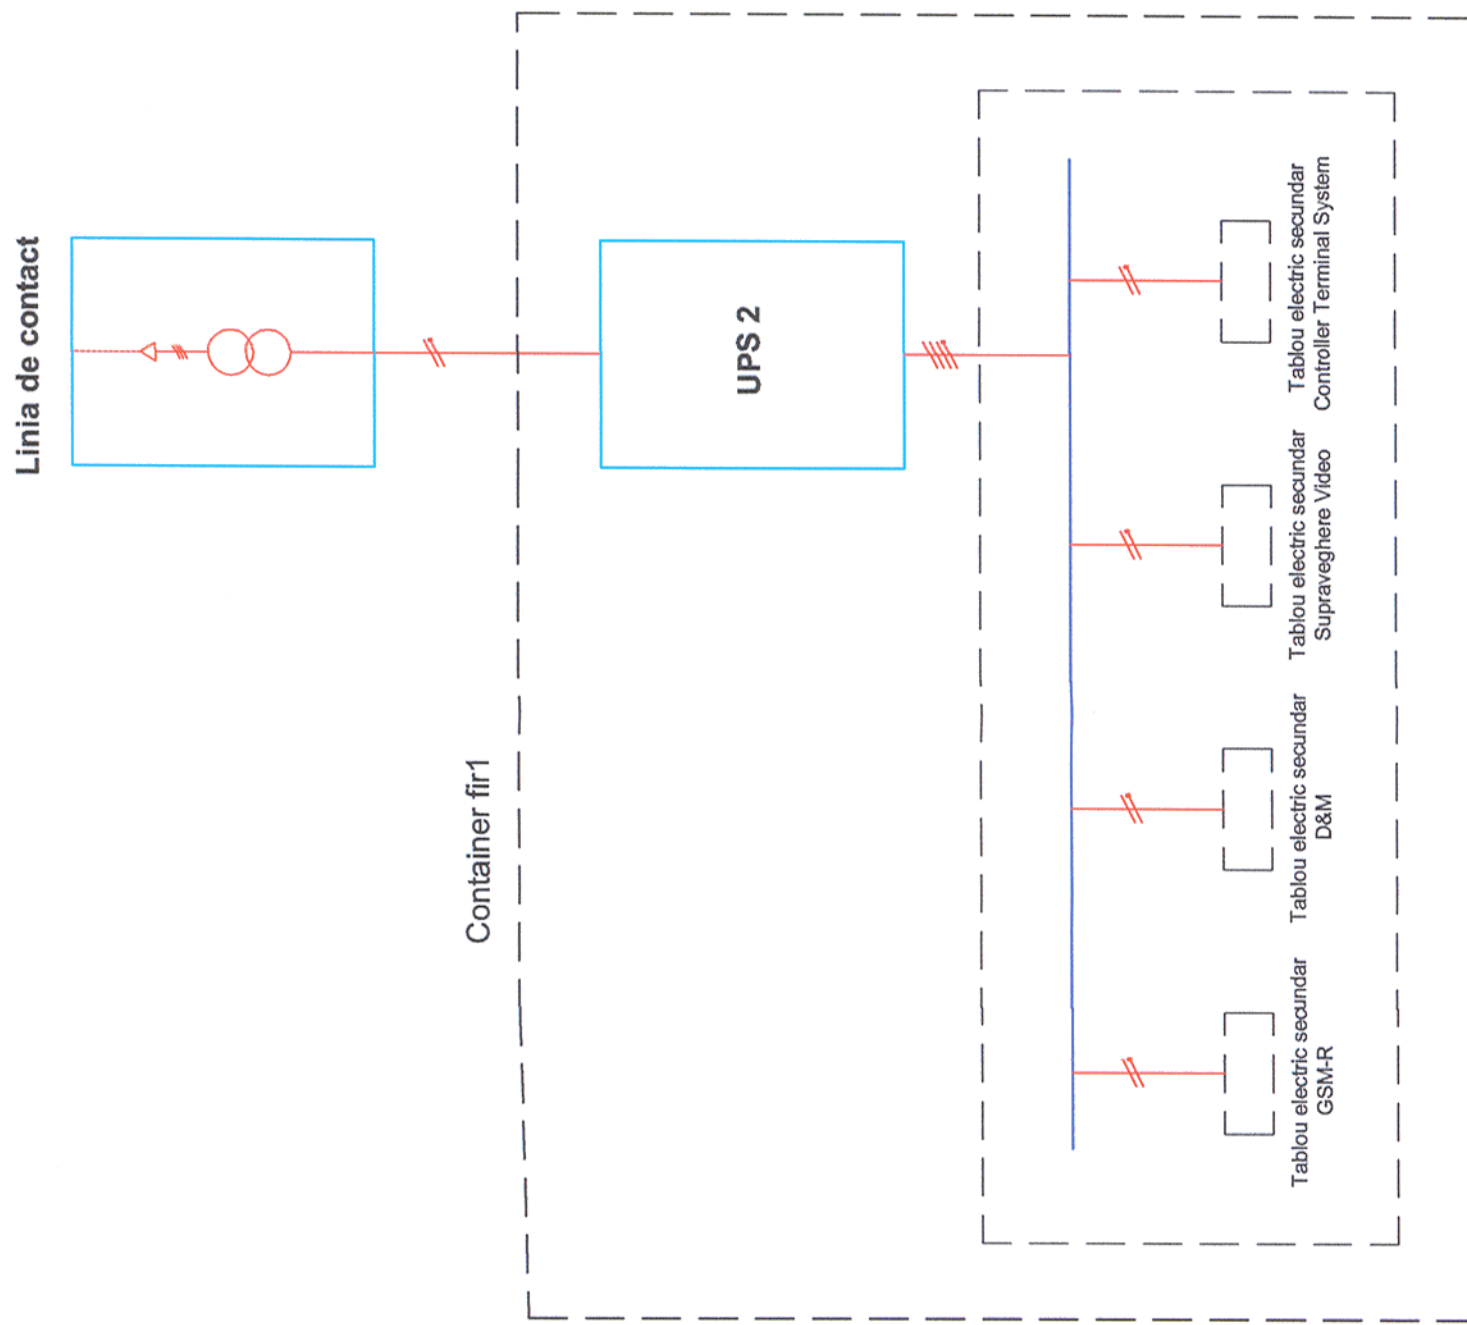 Linia de contact
Container fir1
UPS 2
Tablou electric secundar
GSM-R
Tablou electric secundar
D&M
Tablou electric secundar
Supraveghere Video
Tablou electric secundar
Controller Terminal System